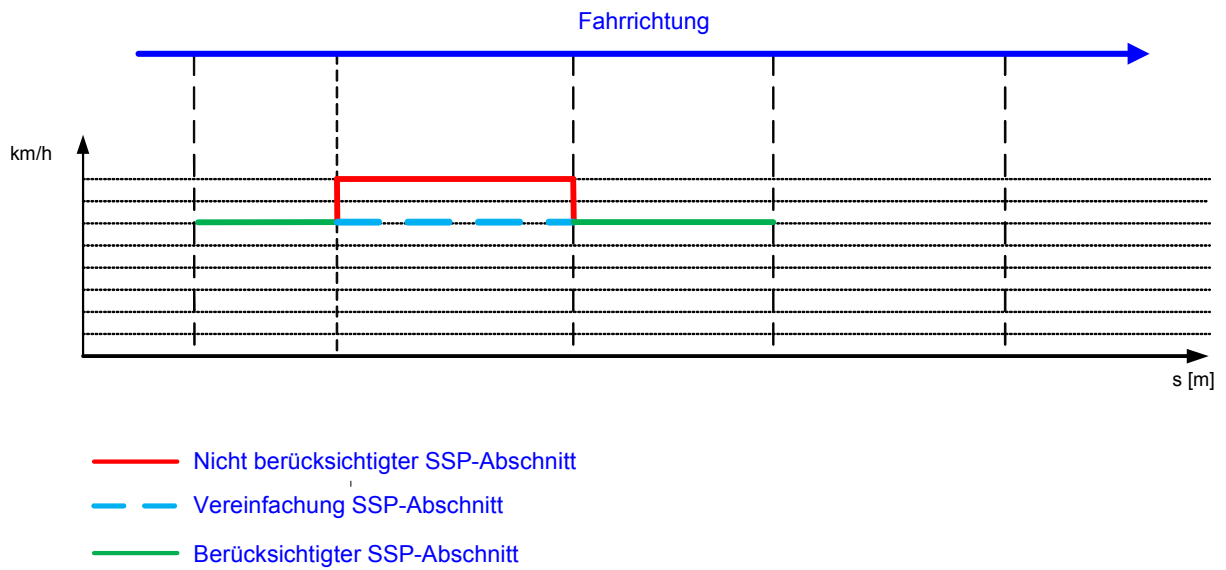 Fahrrichtung
km/h
s [m]
Nicht berücksichtigter SSP-Abschnitt
Vereinfachung SSP-Abschnitt
Berücksichtigter SSP-Abschnitt